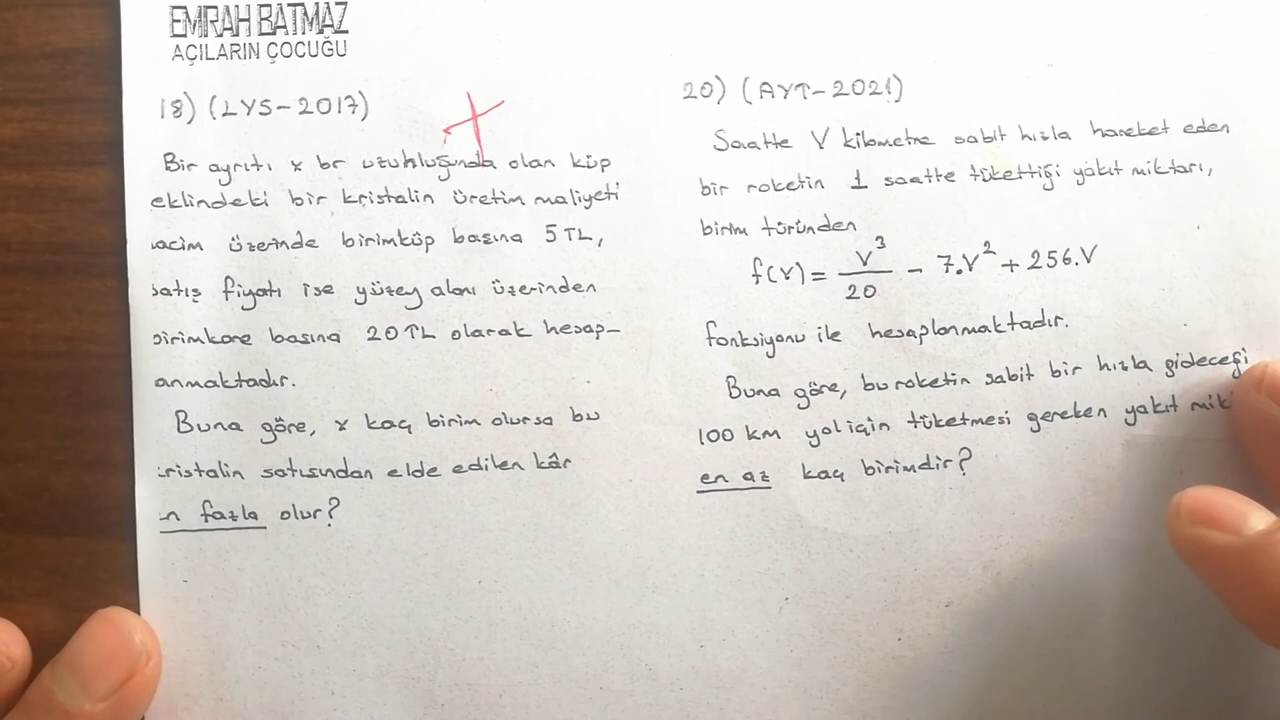 EMRAH BATMAZ
AÇILARIN ÇOCUĞU
18) (LYS-2017)
Bir ayrıtı x br uzunluğunda olan küp
eklindeki bir kristalin üretim maliyeti
acim üzerinde birimküp başına 5 TL,
satış fiyatı ise yüzey alanı üzerinden
birimkare başına 20 TL olarak hesap-
anmaktadır.
Buna göre, x kaç birim olursa bu
ristalin satışından elde edilen kâr
n fazla olur?
20) (AYT-2021)
Saatte V kilometre sabit hızla hareket eden
bir roketin 1 saatte tükettiği yakıt miktarı,
birim türünden
f(v) = V³/20 - 7.V² + 256.V
fonksiyonu ile hesaplanmaktadır.
Buna göre, bu roketin sabit bir hızla gideceği
100 km yol için tüketmesi gereken yakıt mik
en az kaç birimdir?